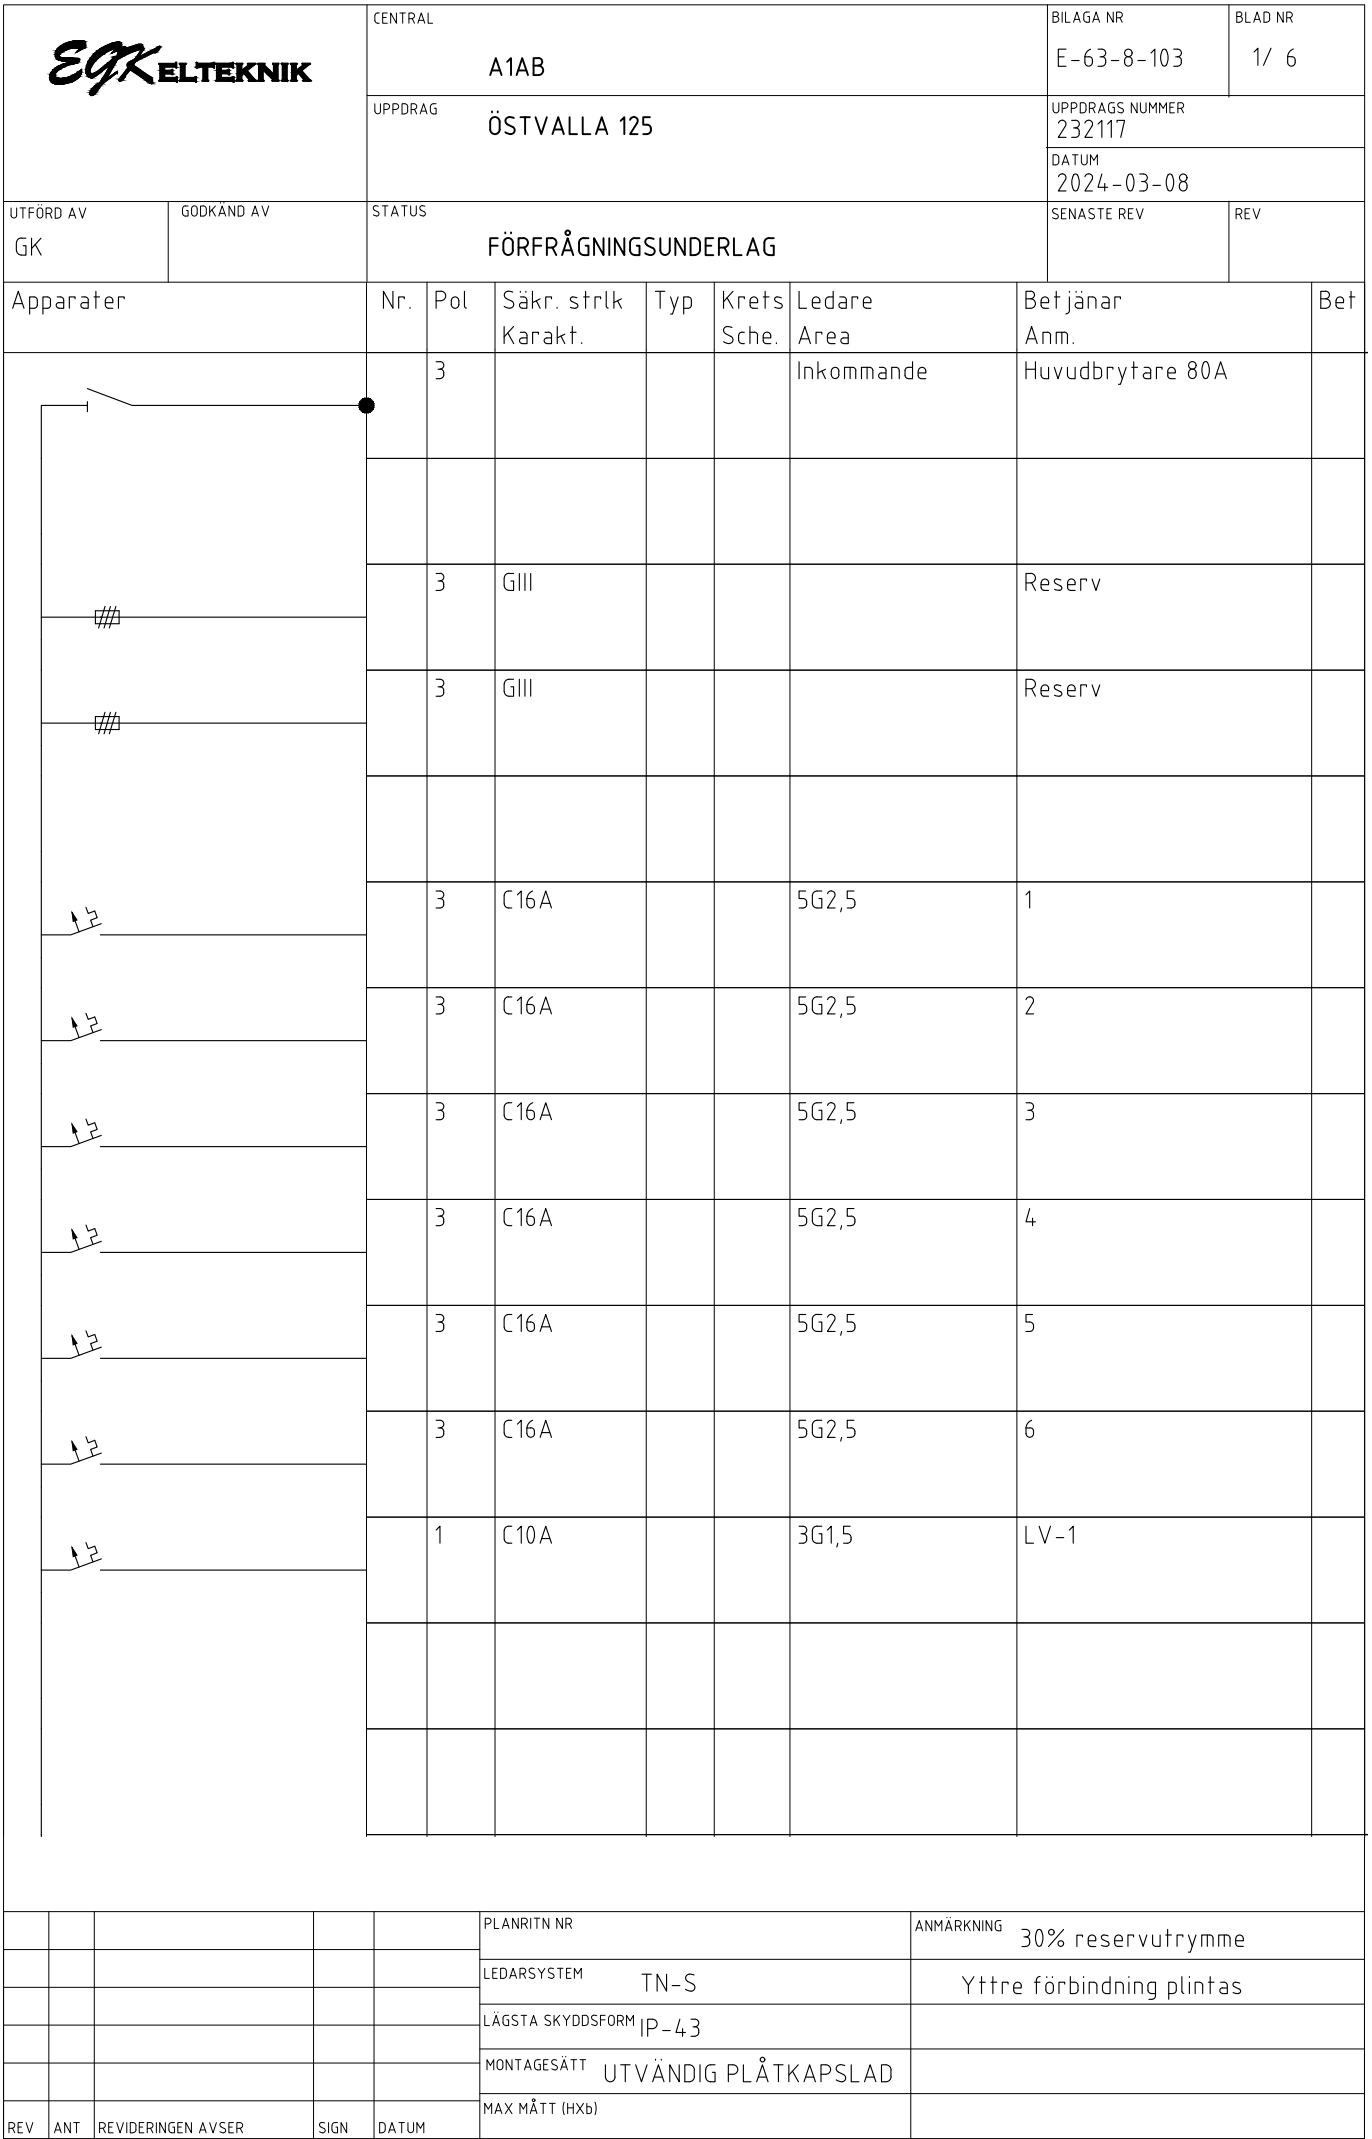 EGK ELTEKNIK
CENTRAL
A1AB
BILAGA NR
E-63-8-103
BLAD NR
1/ 6
UPPDRAG
ÖSTVALLA 125
UPPDRAGS NUMMER
232117
DATUM
2024-03-08
UTFÖRD AV
GK
GODKÄND AV
STATUS
FÖRFRÅGNINGSUNDERLAG
SENASTE REV
REV
Apparater Nr. Pol Säkr. strlk Typ Krets Ledare Betjänar Bet
Karakt. Sche. Area Anm.
3 Inkommande Huvudbrytare 80A
3 GIII Reserv
3 GIII Reserv
3 C16A 5G2,5 1
3 C16A 5G2,5 2
3 C16A 5G2,5 3
3 C16A 5G2,5 4
3 C16A 5G2,5 5
3 C16A 5G2,5 6
1 C10A 3G1,5 LV-1
PLANRITN NR
ANMÄRKNING 30% reservutrymme
LEDARSYSTEM TN-S
Yttre förbindning plintas
LÄGSTA SKYDDSFORM IP-43
MONTAGESÄTT UTVÄNDIG PLÅTKAPSLAD
MAX MÅTT (HXb)
REV ANT REVIDERINGEN AVSER SIGN DATUM